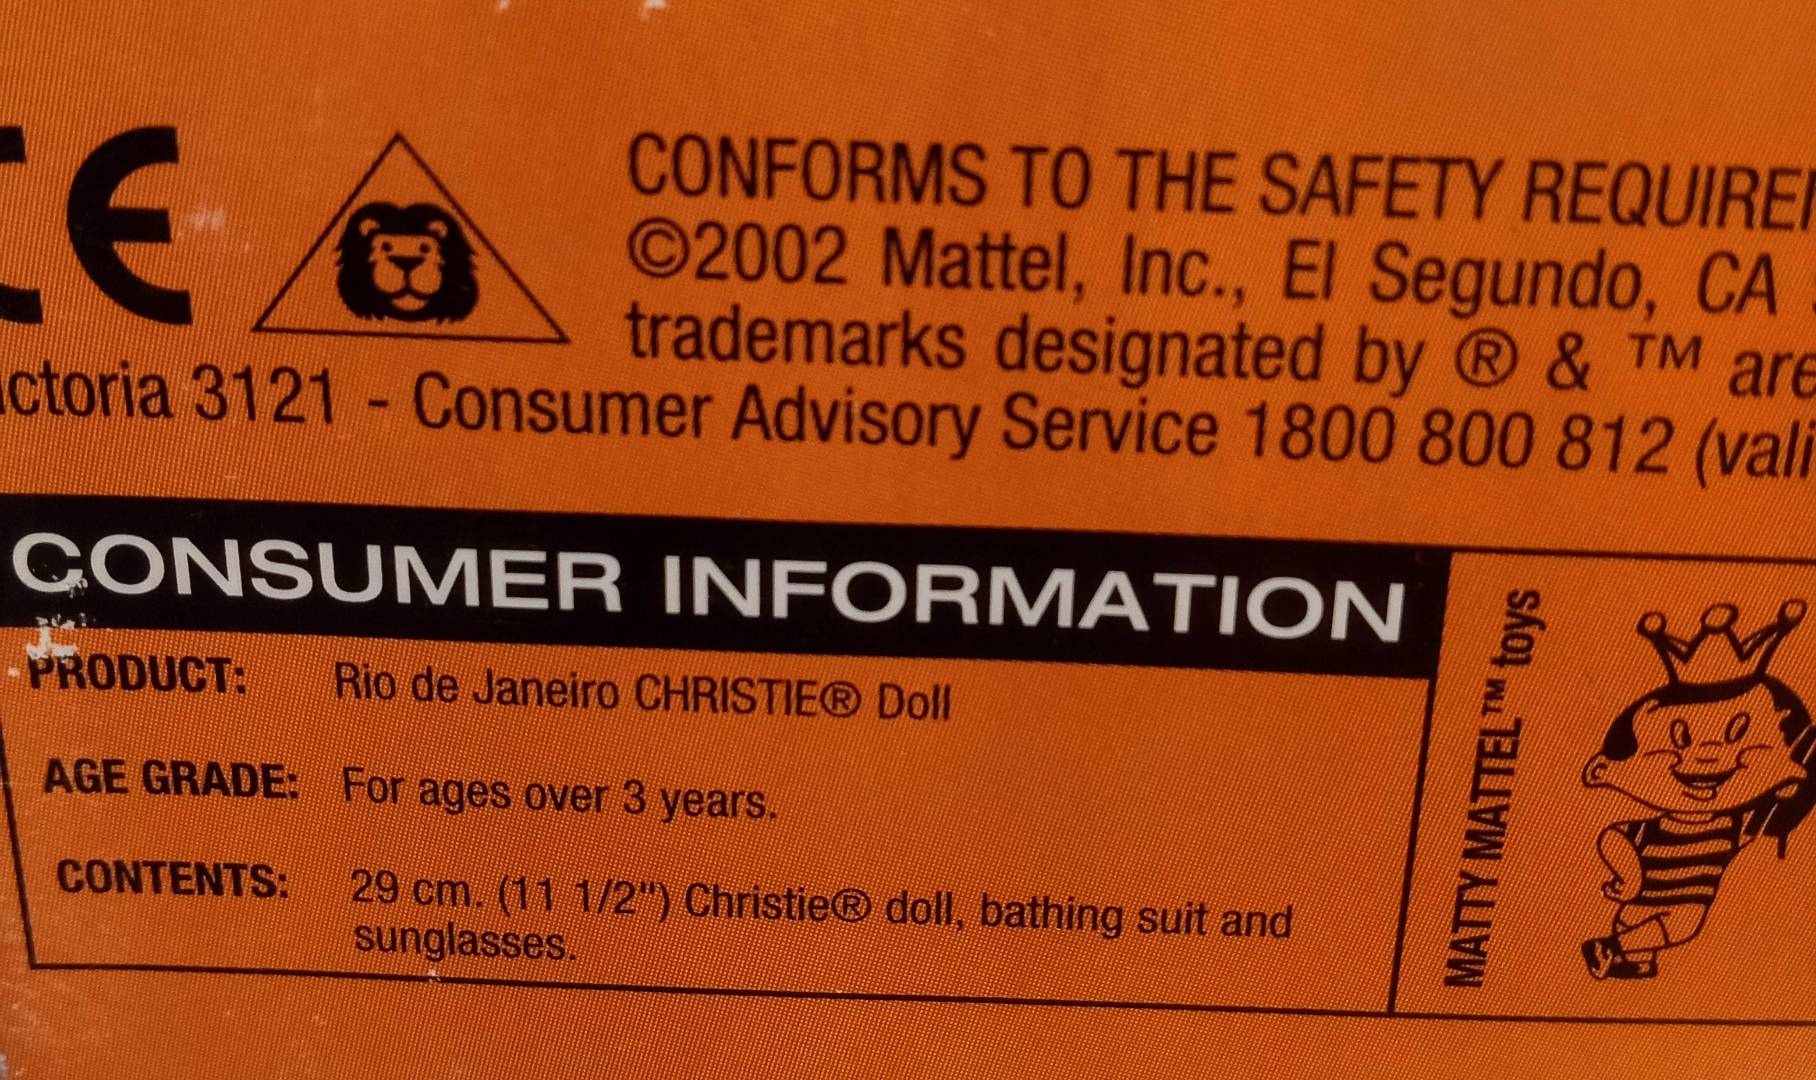 CE
CONFORMS TO THE SAFETY
©2002 Mattel, Inc., El Segundo, CA
trademarks designated by ® & ™ are
3121 - Consumer Advisory Service 1800 800 812
CONSUMER INFORMATION
PRODUCT: Rio de Janeiro CHRISTIE® Doll
AGE GRADE: For ages over 3 years.
CONTENTS: 29 cm. (11 1/2") Christie® doll, bathing suit and
sunglasses.
MATTY MATTEL™ toys